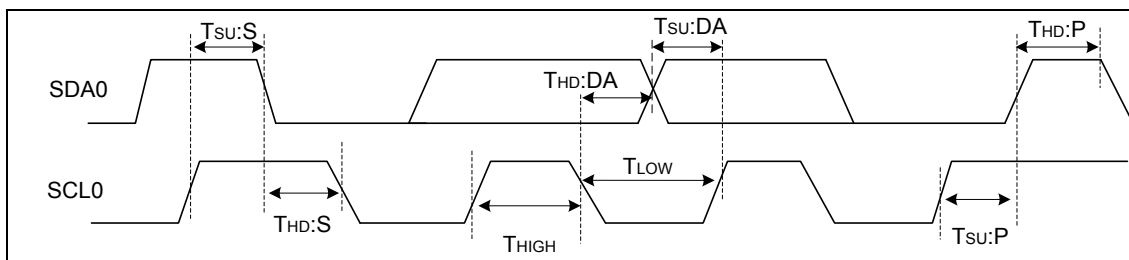 TSU:S
TSU:DA
THD:P
SDA0
THD:DA
SCL0
TLOW
THD:S
THIGH
TSU:P